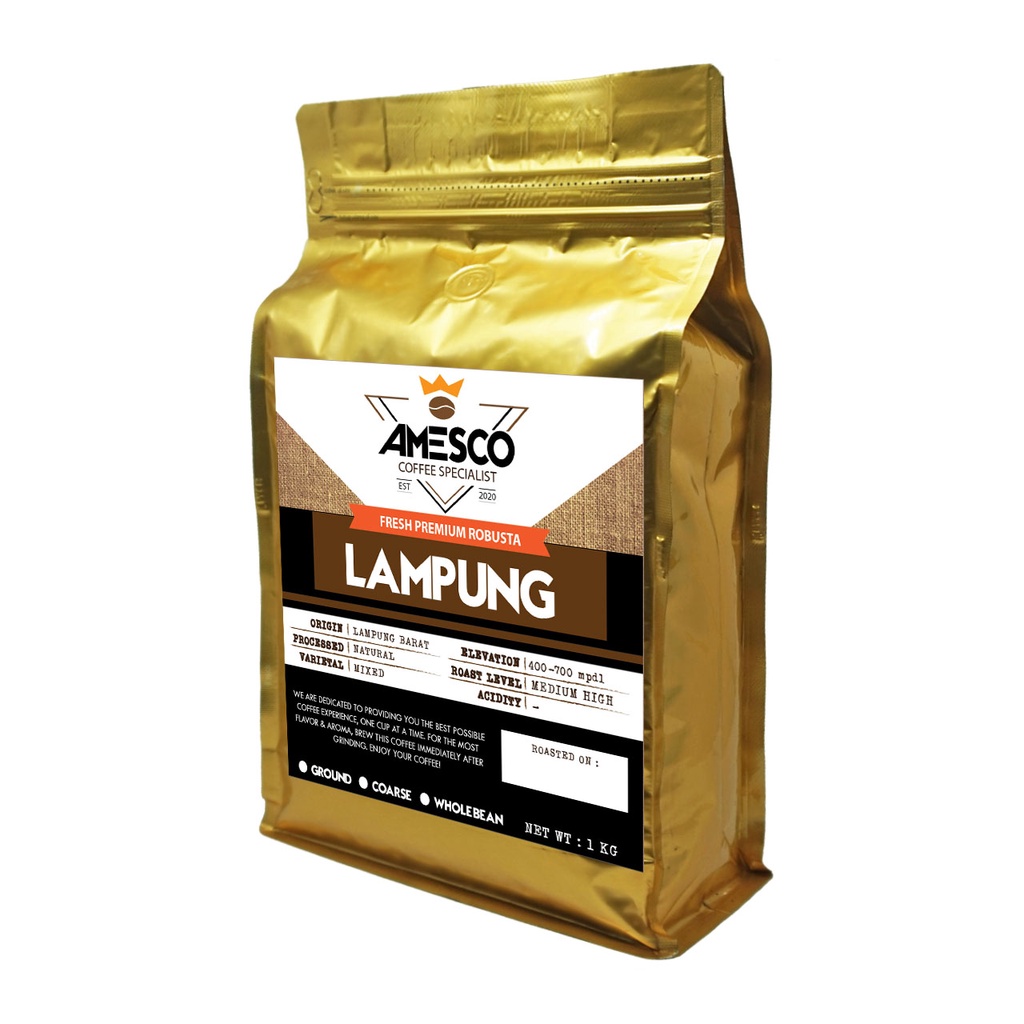 AMESCO
COFFEE SPECIALIST
EST 2020
FRESH PREMIUM ROBUSTA
LAMPUNG
ORIGIN | LAMPUNG BARAT
PROCESSED | NATURAL
VARIETAL | MIXED
ELEVATION | 400-700 mpdl
ROAST LEVEL | MEDIUM HIGH
ACIDITY | -
WE ARE DEDICATED TO PROVIDING YOU THE BEST POSSIBLE
COFFEE EXPERIENCE, ONE CUP AT A TIME. FOR THE MOST
FLAVOR & AROMA, BREW THIS COFFEE IMMEDIATELY AFTER
GRINDING. ENJOY YOUR COFFEE!
ROASTED ON :
GROUND COARSE WHOLEBEAN
NET WT : 1 KG